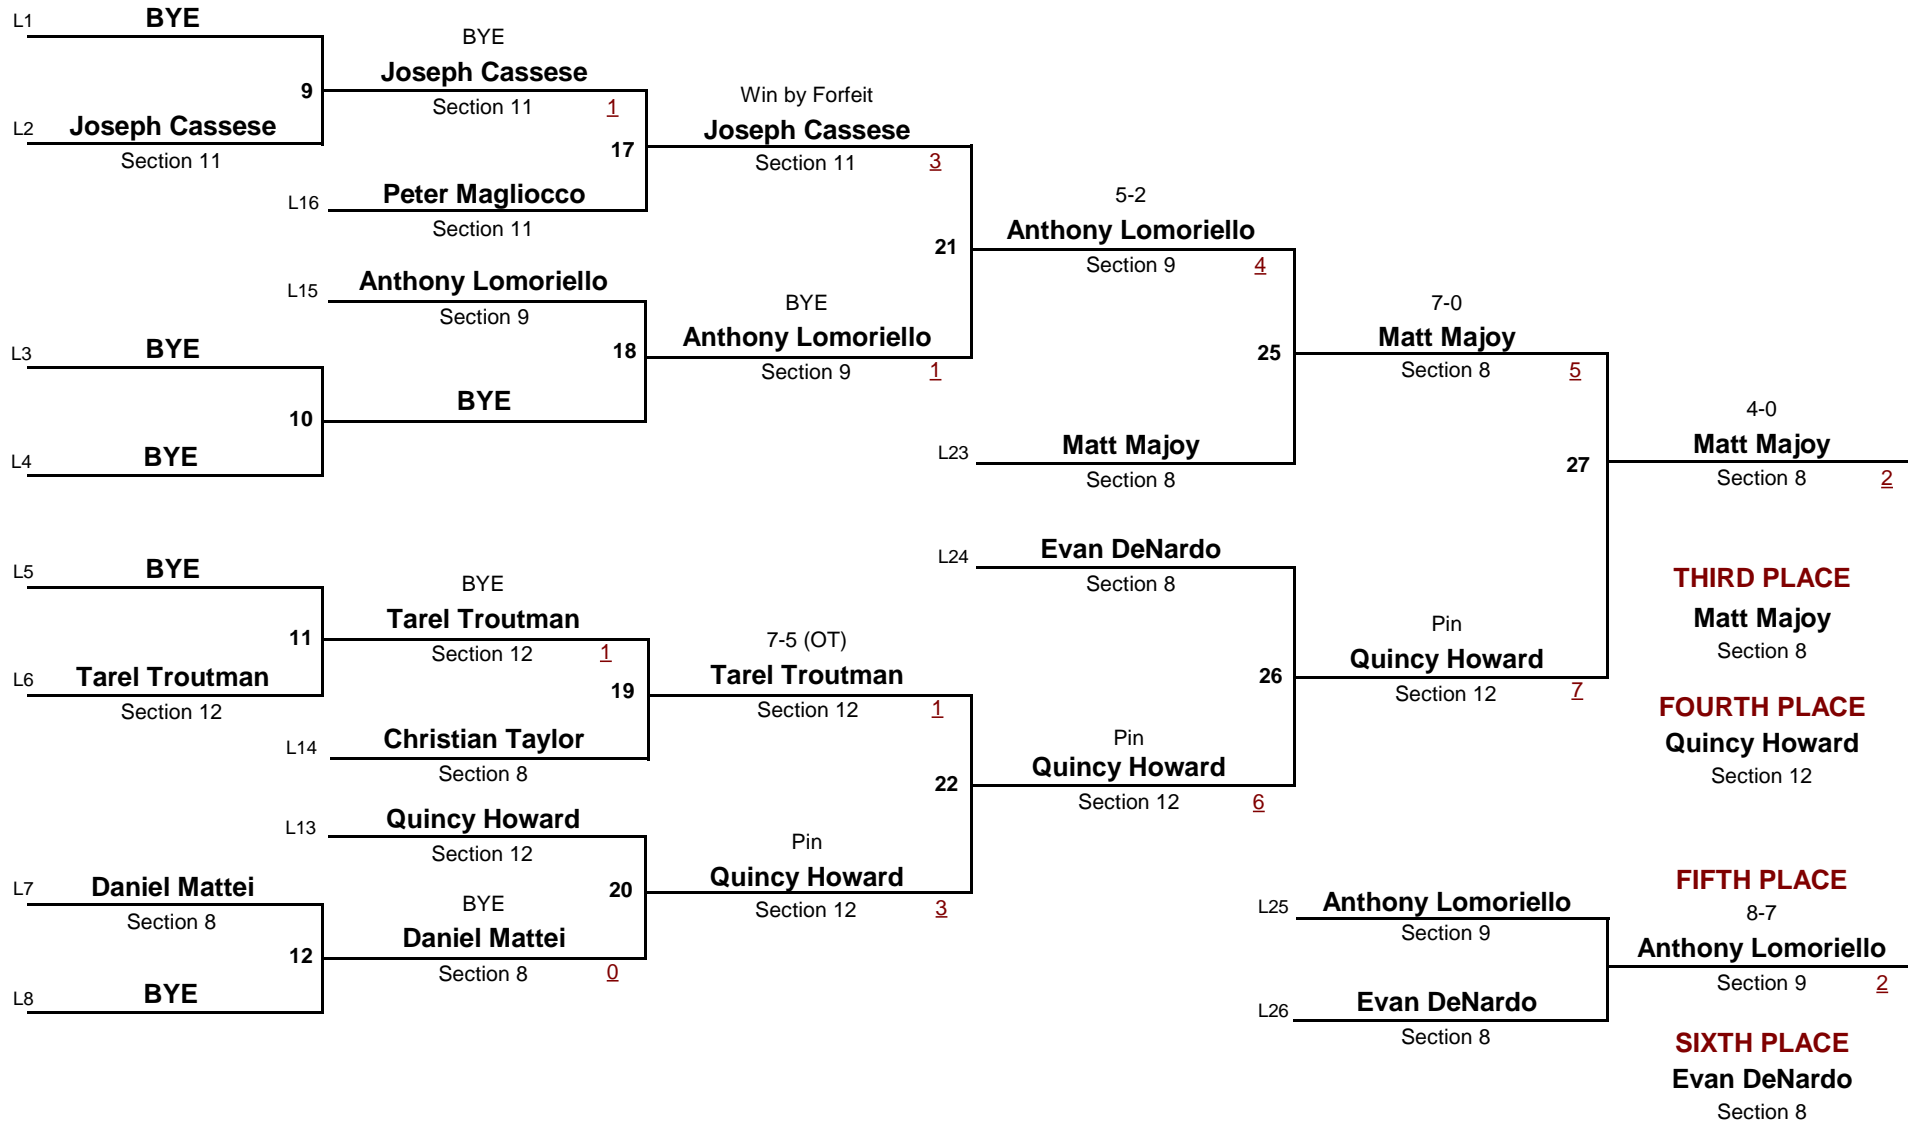 L1 BYE
BYE
Joseph Cassese
9
Section 11 1
L2 Joseph Cassese
Section 11
Win by Forfeit
Joseph Cassese
17
Section 11 3
L16 Peter Magliocco
Section 11
5-2
Anthony Lomoriello
21
Section 9 4
L15 Anthony Lomoriello
Section 9
BYE
Anthony Lomoriello
18
Section 9 1
L3 BYE
10
BYE
L4 BYE
7-0
Matt Majoy
25
Section 8 5
L23 Matt Majoy
Section 8
4-0
Matt Majoy
27
Section 8 2
L24 Evan DeNardo
Section 8
L5 BYE
BYE
Tarel Troutman
11
Section 12 1
L6 Tarel Troutman
Section 12
7-5 (OT)
Tarel Troutman
19
Section 12 1
L14 Christian Taylor
Section 8
Pin
Quincy Howard
26
Section 12 7
Pin
Quincy Howard
22
Section 12 6
L13 Quincy Howard
Section 12
Pin
Quincy Howard
20
Section 12 3
L7 Daniel Mattei
Section 8
BYE
Daniel Mattei
12
Section 8 0
L8 BYE
THIRD PLACE
Matt Majoy
Section 8
FOURTH PLACE
Quincy Howard
Section 12
FIFTH PLACE
8-7
L25 Anthony Lomoriello
Section 9
Anthony Lomoriello
Section 9 2
L26 Evan DeNardo
Section 8
SIXTH PLACE
Evan DeNardo
Section 8